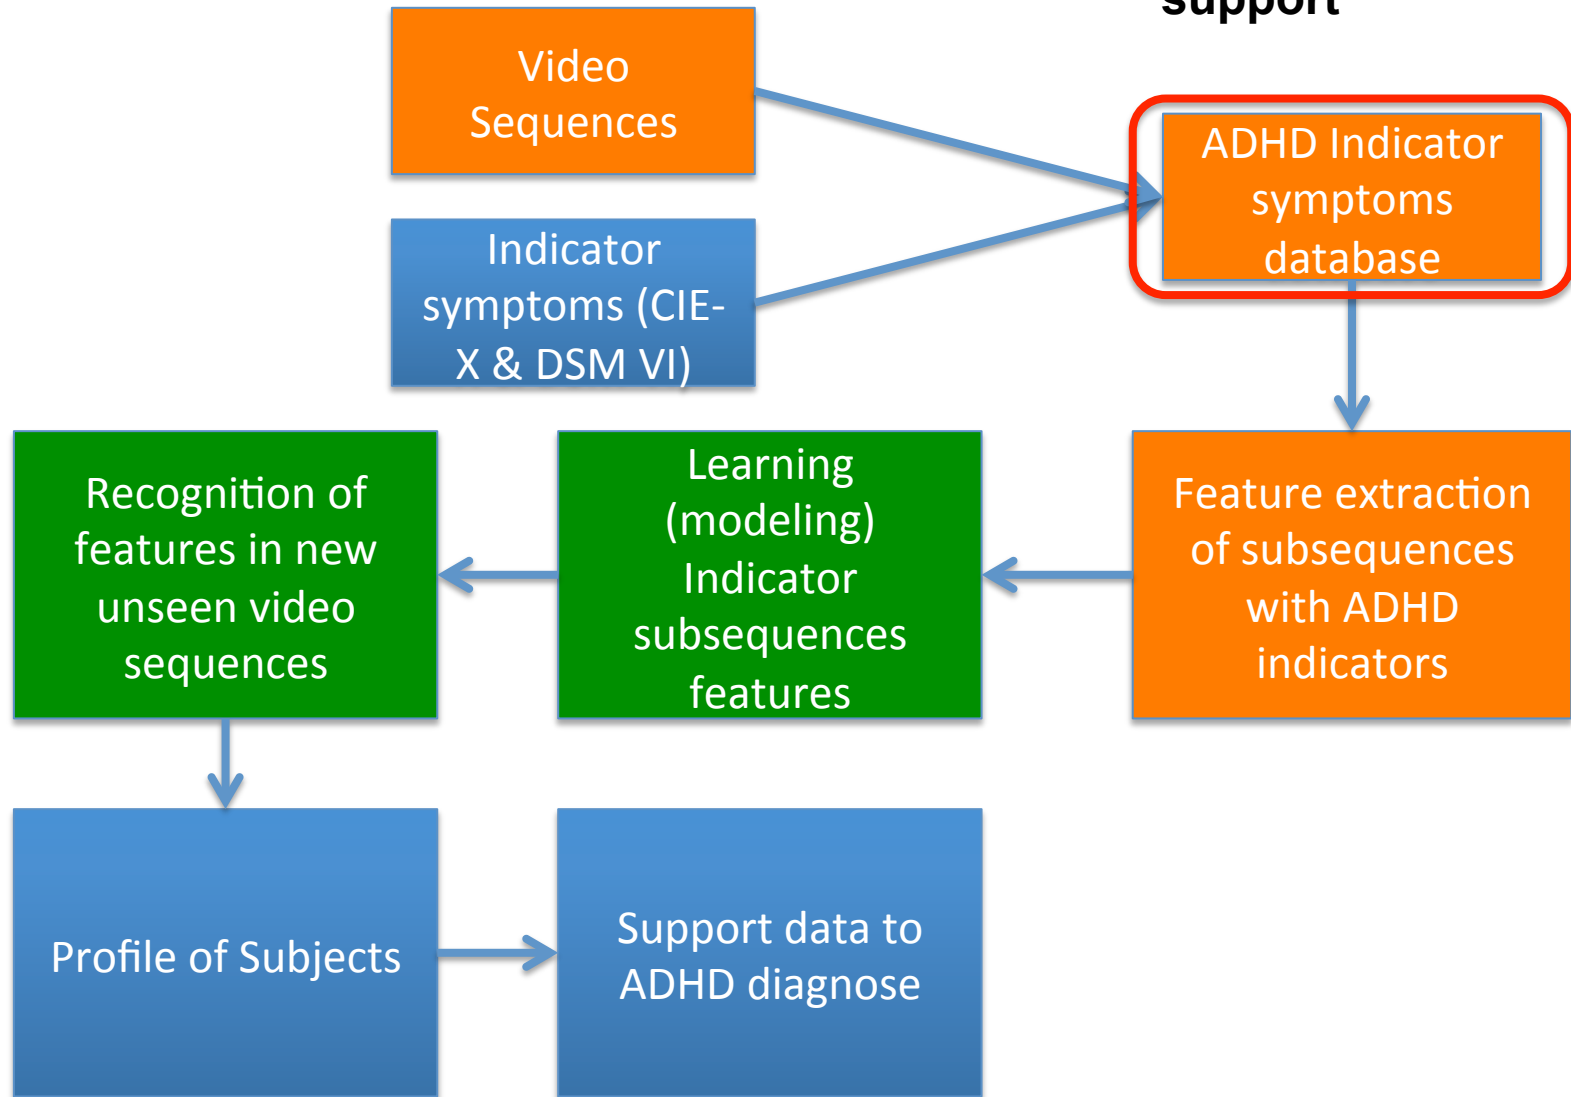 support
Video
Sequences
ADHD Indicator
symptoms
database
Indicator
symptoms (CIE-
X & DSM VI)
Recognition of
features in new
unseen video
sequences
Learning
(modeling)
Indicator
subsequences
features
Feature extraction
of subsequences
with ADHD
indicators
Profile of Subjects
Support data to
ADHD diagnose